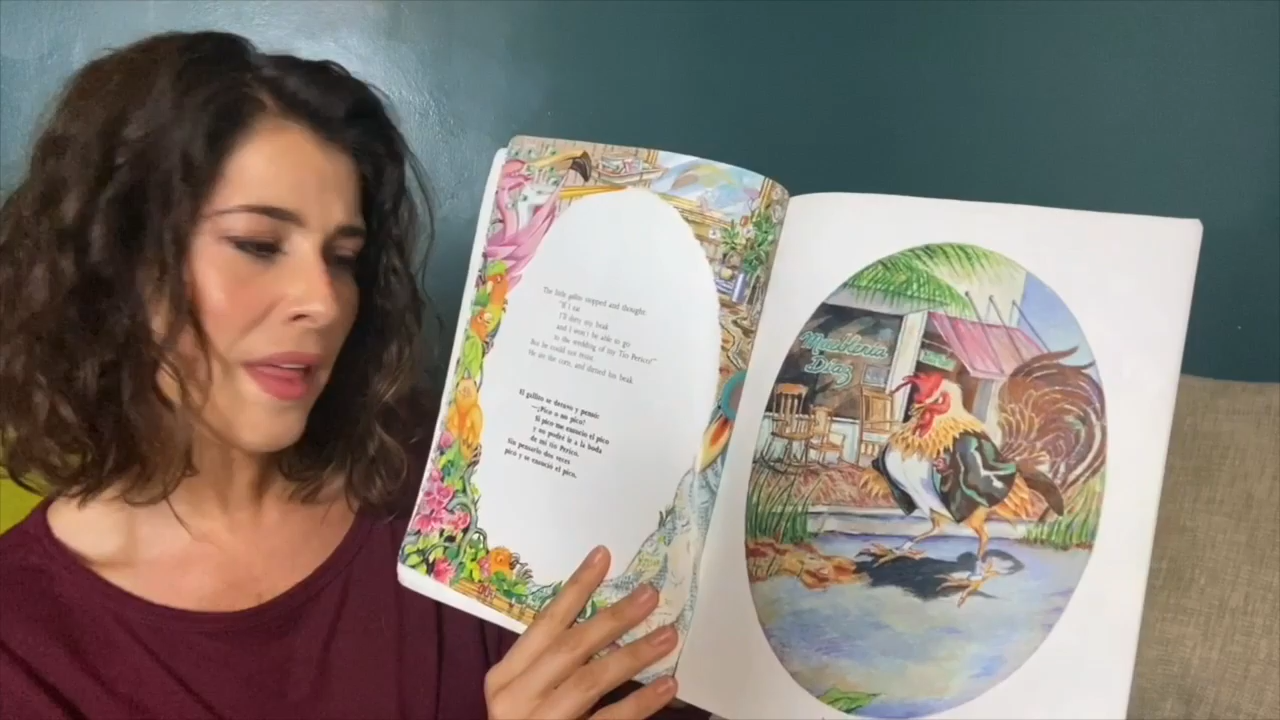 The little gallito stopped and thought:
"If I eat
I'll dirty my beak
and I won't be able to go
to the wedding of my Tío Perico!"
But he could not resist.
He ate the corn, and dirtied his beak.
El gallito se detuvo y pensó:
—¿Pico o no pico?
Si pico me ensucio el pico
y no podré ir a la boda
de mi tío Perico.
Sin pensarlo dos veces
picó y se ensució el pico.
Mueblería
Díaz